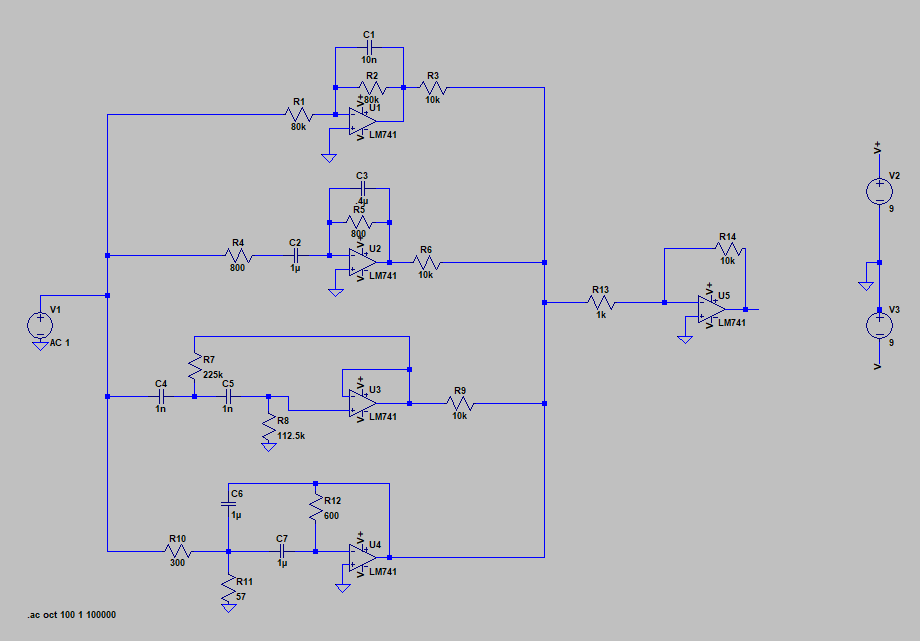 C1
10n
R2
80k
R3
10k
V+
U1
R1
80k
V-
LM741
C3
.4µ
R5
800
V+
U2
R4
800
C2
1µ
R6
10k
V-
LM741
V+
V2
9
R14
10k
R13
1k
V+
U5
V-
LM741
V1
AC 1
V3
9
V-
R7
225k
C4
1n
C5
1n
V+
U3
R9
10k
V-
LM741
R8
112.5k
C6
1µ
R12
600
R10
300
C7
1µ
V+
U4
V-
LM741
R11
57
.ac oct 100 1 100000